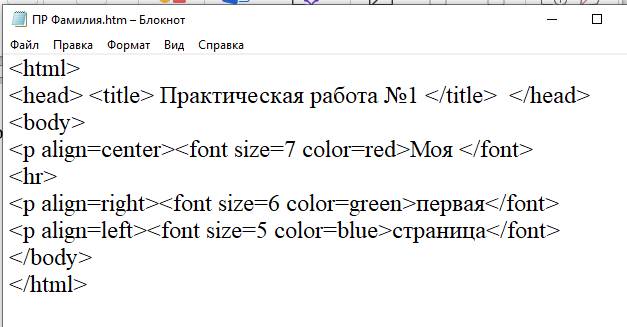 ПР Фамилия.htm – Блокнот
Файл Правка Формат Вид Справка
<html>
<head> <title> Практическая работа №1 </title>  </head>
<body>
<p align=center><font size=7 color=red>Моя </font>
<hr>
<p align=right><font size=6 color=green>первая</font>
<p align=left><font size=5 color=blue>страница</font>
</body>
</html>